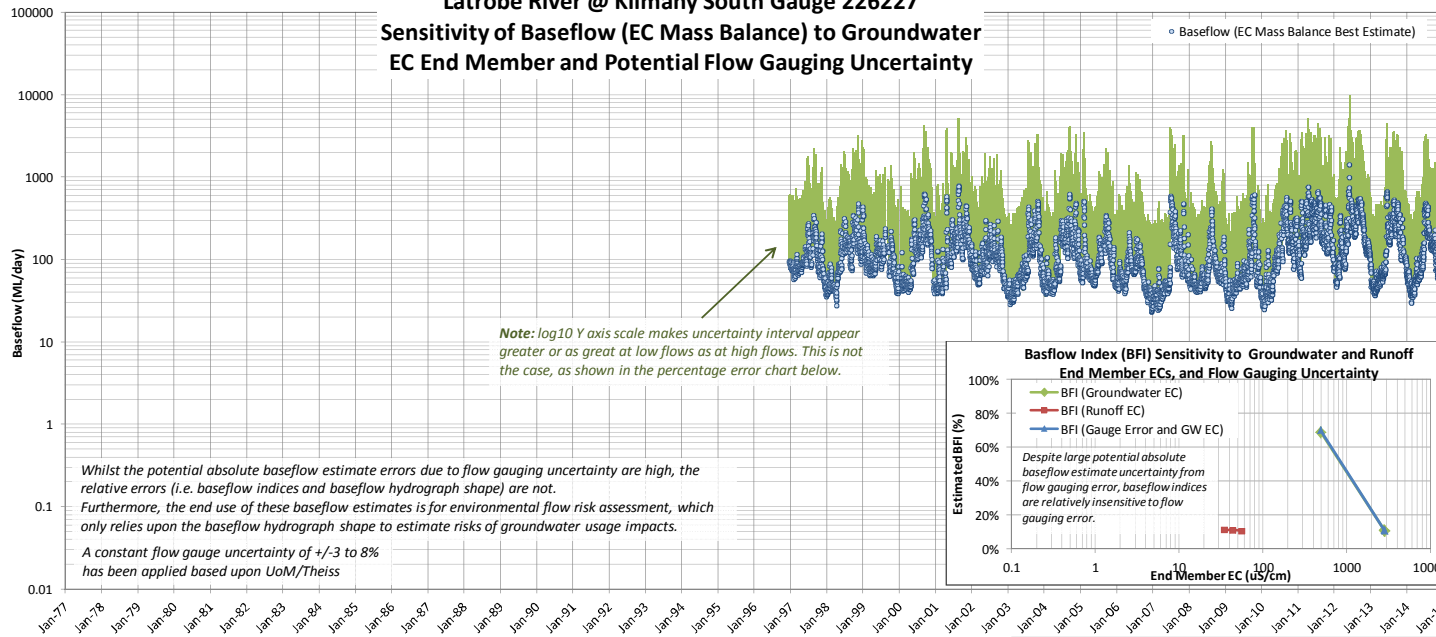 Latrobe River @ Kilmany South Gauge 226227
Sensitivity of Baseflow (EC Mass Balance) to Groundwater
EC End Member and Potential Flow Gauging Uncertainty
Baseflow (EC Mass Balance Best Estimate)
Baseflow (ML/day)
100000
10000
1000
100
10
1
0.1
0.01
Note: log10 Y axis scale makes uncertainty interval appear
greater or as great at low flows as at high flows. This is not
the case, as shown in the percentage error chart below.
Whilst the potential absolute baseflow estimate errors due to flow gauging uncertainty are high, the
relative errors (i.e. baseflow indices and baseflow hydrograph shape) are not.
Furthermore, the end use of these baseflow estimates is for environmental flow risk assessment, which
only relies upon the baseflow hydrograph shape to estimate risks of groundwater usage impacts.
A constant flow gauge uncertainty of +/-3 to 8%
has been applied based upon UoM/Theiss
Basflow Index (BFI) Sensitivity to Groundwater and Runoff
End Member ECs, and Flow Gauging Uncertainty
Estimated BFI (%)
100%
80%
60%
40%
20%
0%
BFI (Groundwater EC)
BFI (Runoff EC)
BFI (Gauge Error and GW EC)
Despite large potential absolute
baseflow estimate uncertainty from
flow gauging error, baseflow indices
are relatively insensitive to flow
gauging error.
0.1
1
10
100
1000
1000
End Member EC (uS/cm)
Jan-77
Jan-78
Jan-79
Jan-80
Jan-81
Jan-82
Jan-83
Jan-84
Jan-85
Jan-86
Jan-87
Jan-88
Jan-89
Jan-90
Jan-91
Jan-92
Jan-93
Jan-94
Jan-95
Jan-96
Jan-97
Jan-98
Jan-99
Jan-00
Jan-01
Jan-02
Jan-03
Jan-04
Jan-05
Jan-06
Jan-07
Jan-08
Jan-09
Jan-10
Jan-11
Jan-12
Jan-13
Jan-14